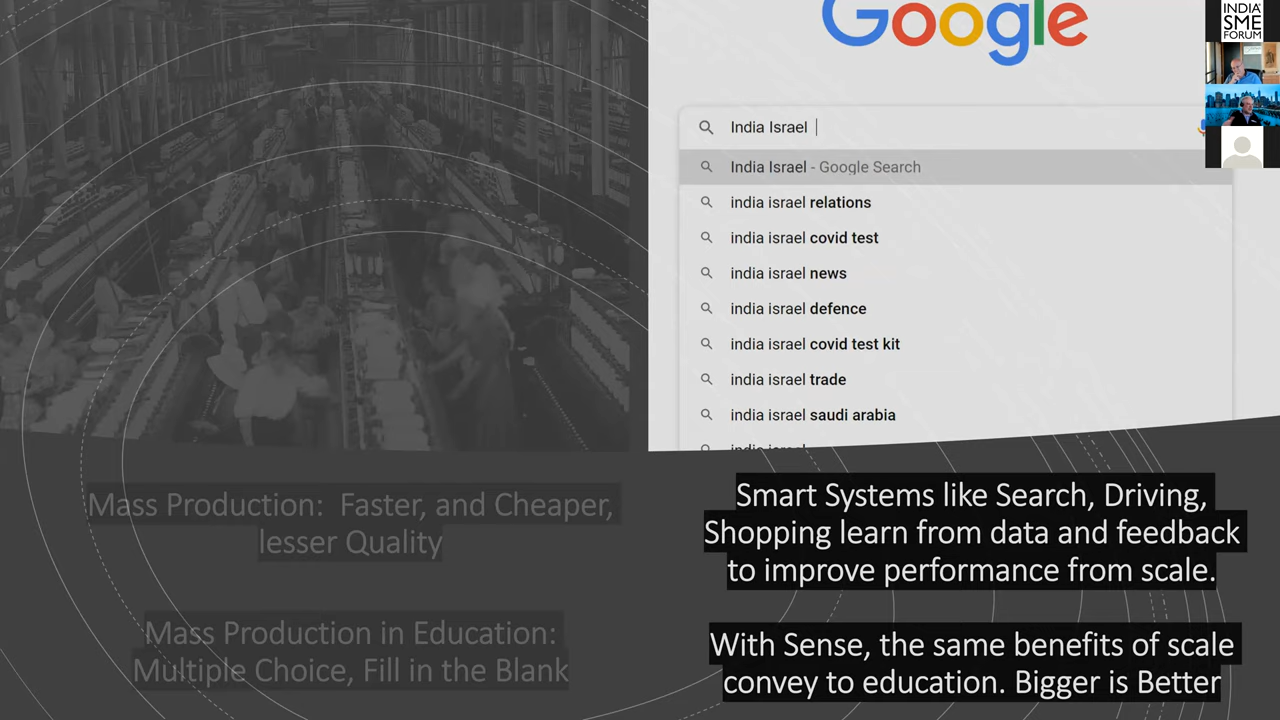 Google
India Israel
India Israel - Google Search
india israel relations
india israel covid test
india israel news
india israel defence
india israel covid test kit
india israel trade
india israel saudi arabia
Mass Production: Faster, and Cheaper,
lesser Quality
Mass Production in Education:
Multiple Choice, Fill in the Blank
Smart Systems like Search, Driving,
Shopping learn from data and feedback
to improve performance from scale.
With Sense, the same benefits of scale
convey to education. Bigger is Better
INDIA
SME
FORUM